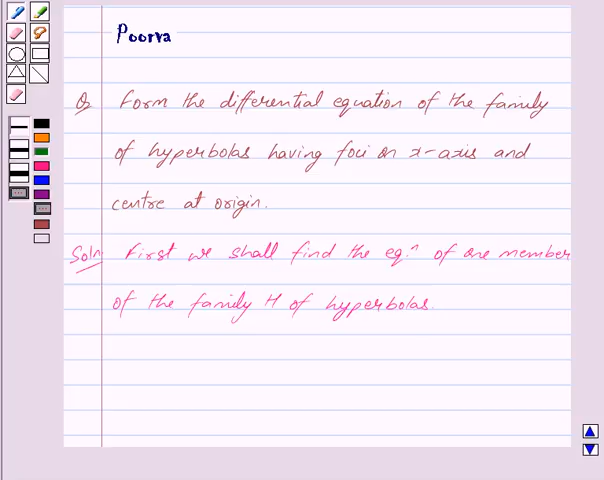 Poorva
Q Form the differential equation of the family
of hyperbolas having foci on x-axis and
centre at origin.
Soln First we shall find the eq.ⁿ of one member
of the family H of hyperbolas.